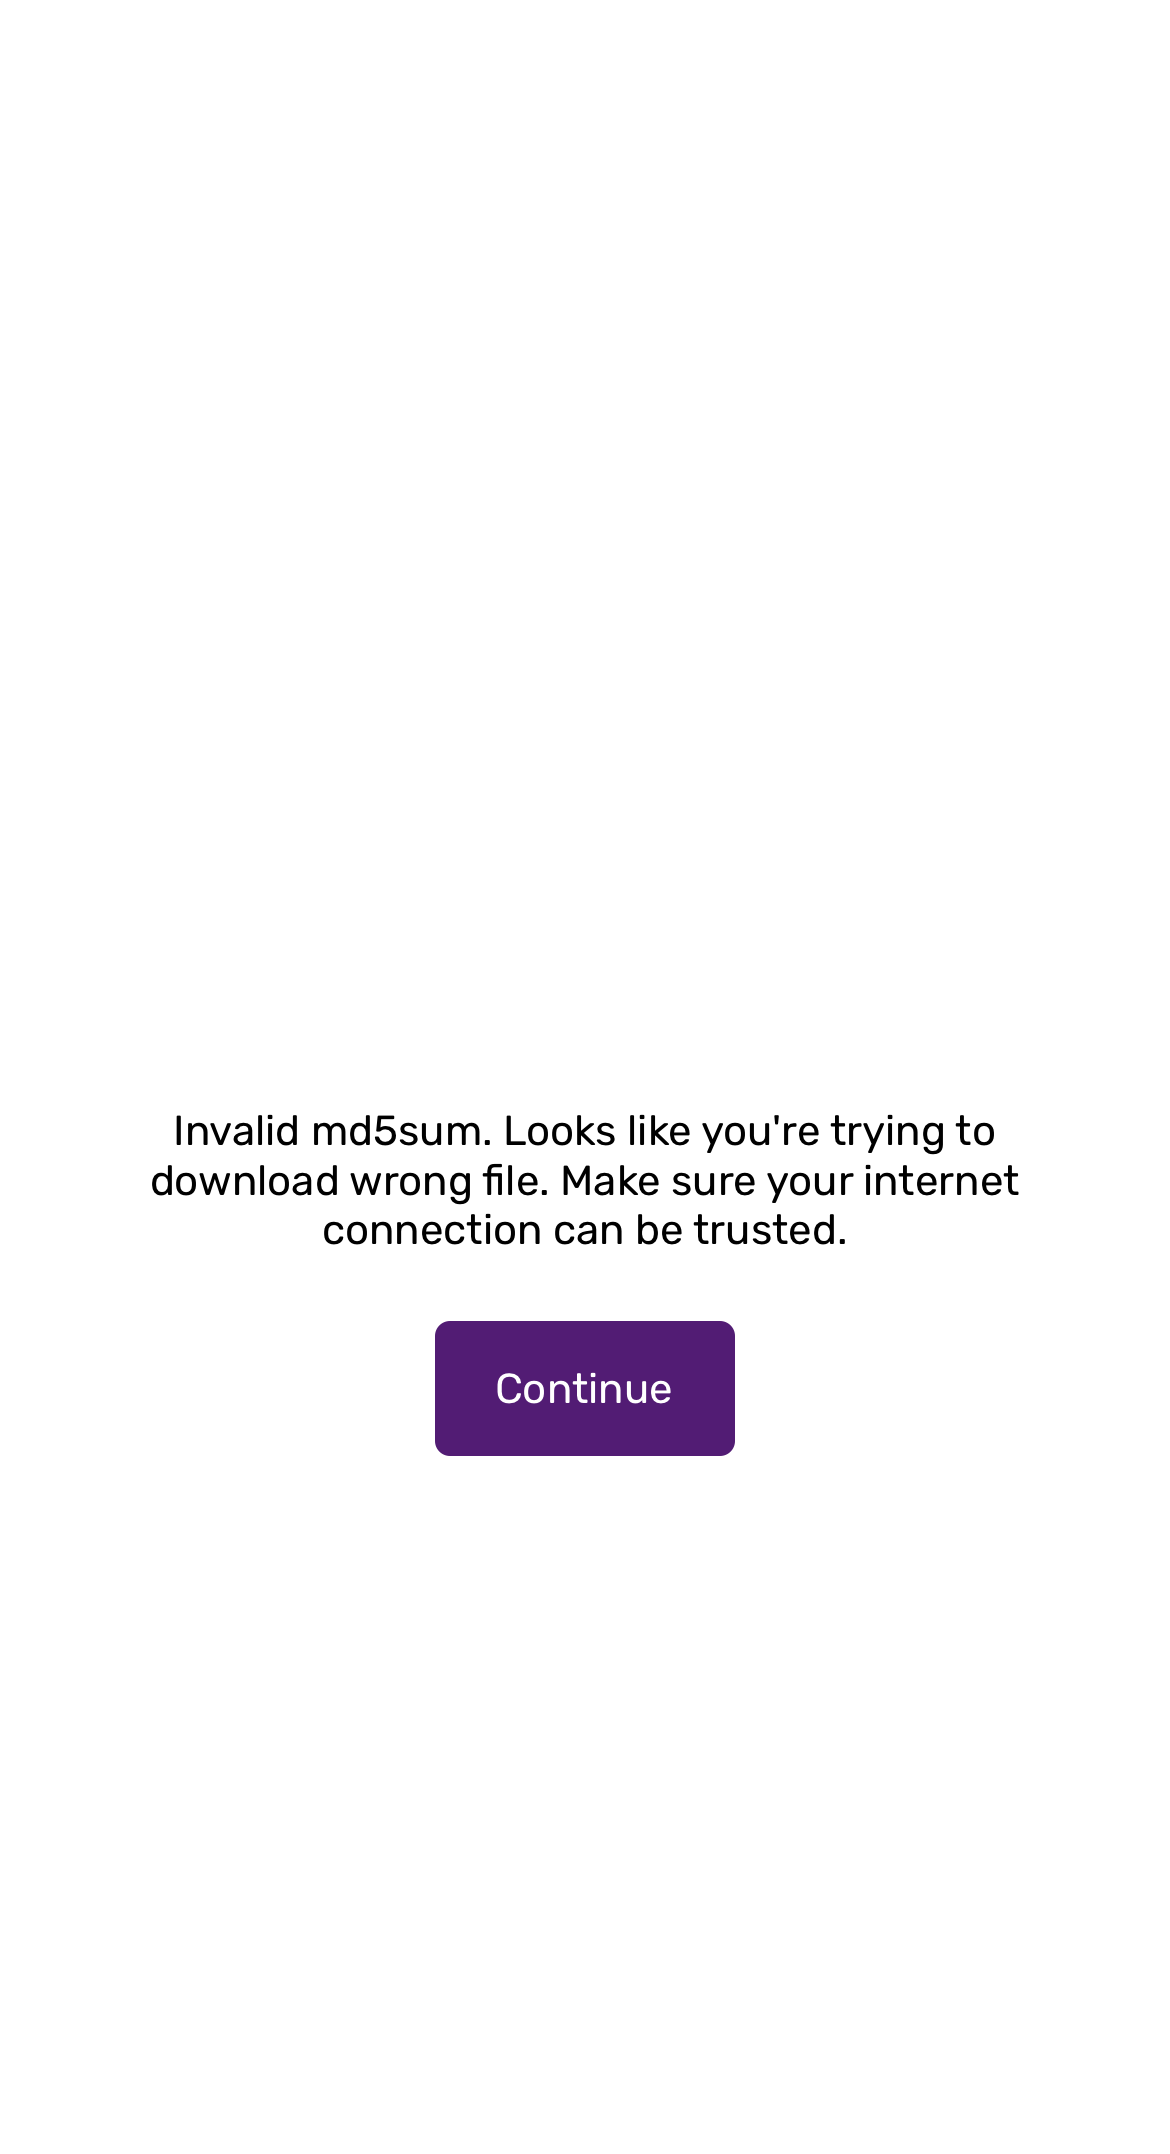 Invalid md5sum. Looks like you're trying to
download wrong file. Make sure your internet
connection can be trusted.
Continue